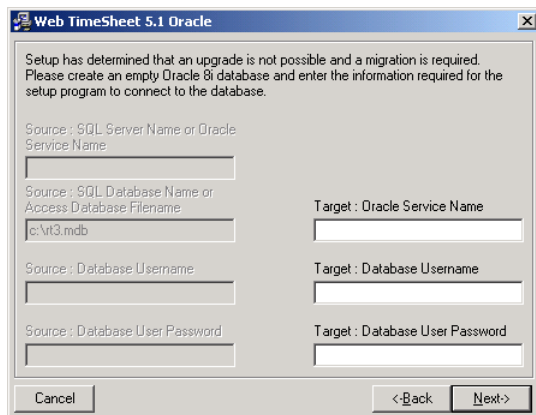 Web TimeSheet 5.1 Oracle
Setup has determined that an upgrade is not possible and a migration is required.
Please create an empty Oracle 8i database and enter the information required for the
setup program to connect to the database.
Source : SQL Server Name or Oracle
Service Name
Source : SQL Database Name or
Access Database Filename
c:\rt3.mdb
Target : Oracle Service Name
Source : Database Username
Target : Database Username
Source : Database User Password
Target : Database User Password
Cancel
<-Back
Next->